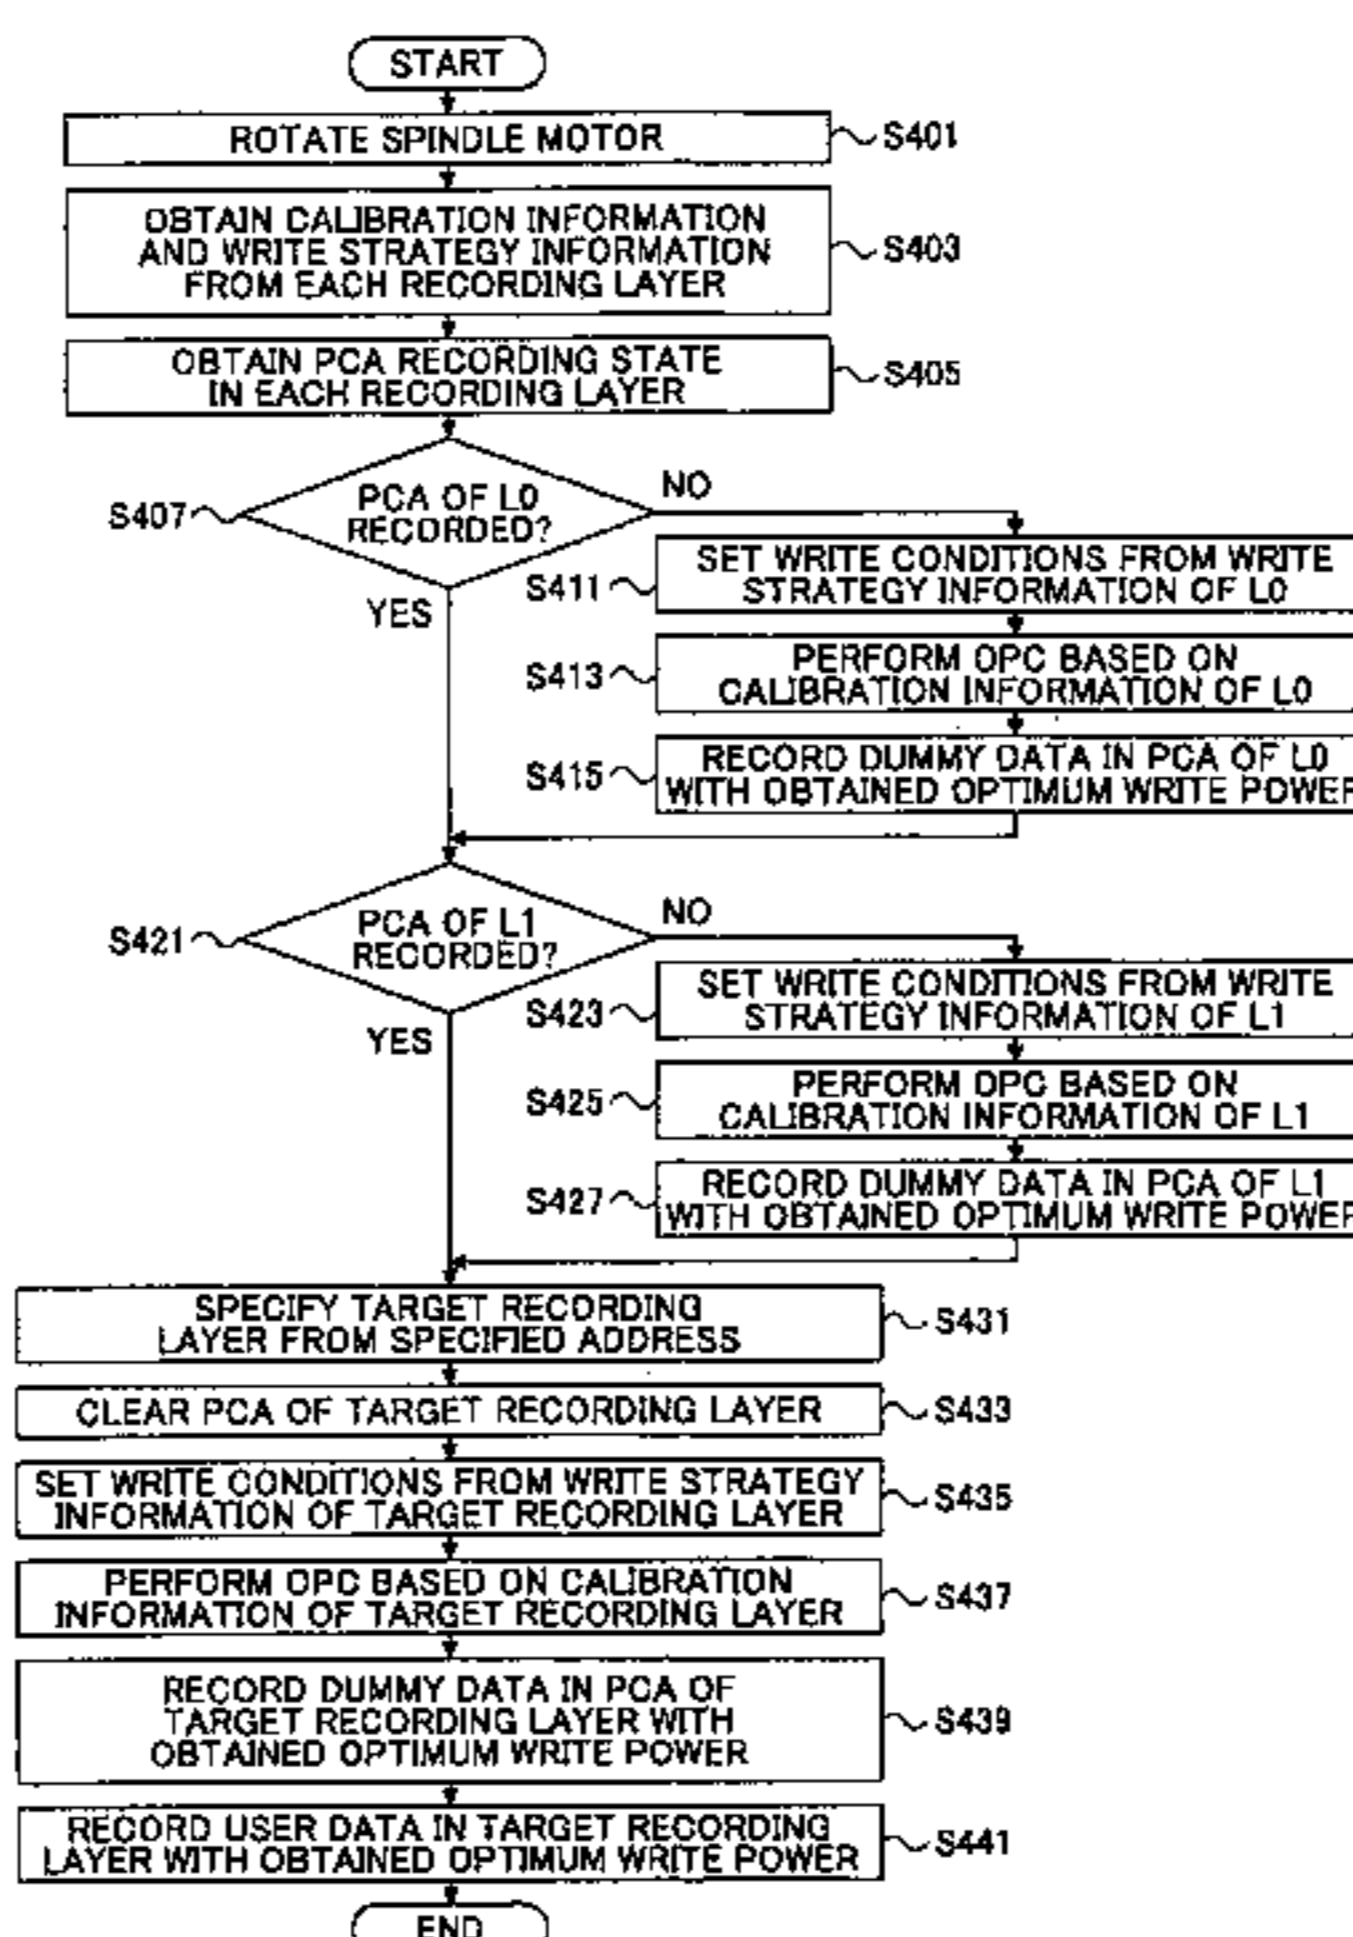 START
ROTATE SPINDLE MOTOR
S401
OBTAIN CALIBRATION INFORMATION
AND WRITE STRATEGY INFORMATION
FROM EACH RECORDING LAYER
S403
OBTAIN PCA RECORDING STATE
IN EACH RECORDING LAYER
S405
S407
PCA OF L0
RECORDED?
NO
YES
S411
SET WRITE CONDITIONS FROM WRITE
STRATEGY INFORMATION OF L0
S413
PERFORM OPC BASED ON
CALIBRATION INFORMATION OF L0
S415
RECORD DUMMY DATA IN PCA OF L0
WITH OBTAINED OPTIMUM WRITE POWER
S421
PCA OF L1
RECORDED?
NO
YES
S423
SET WRITE CONDITIONS FROM WRITE
STRATEGY INFORMATION OF L1
S425
PERFORM OPC BASED ON
CALIBRATION INFORMATION OF L1
S427
RECORD DUMMY DATA IN PCA OF L1
WITH OBTAINED OPTIMUM WRITE POWER
SPECIFY TARGET RECORDING
LAYER FROM SPECIFIED ADDRESS
S431
CLEAR PCA OF TARGET RECORDING LAYER
S433
SET WRITE CONDITIONS FROM WRITE STRATEGY
INFORMATION OF TARGET RECORDING LAYER
S435
PERFORM OPC BASED ON CALIBRATION
INFORMATION OF TARGET RECORDING LAYER
S437
RECORD DUMMY DATA IN PCA OF
TARGET RECORDING LAYER WITH
OBTAINED OPTIMUM WRITE POWER
S439
RECORD USER DATA IN TARGET RECORDING
LAYER WITH OBTAINED OPTIMUM WRITE POWER
S441
END